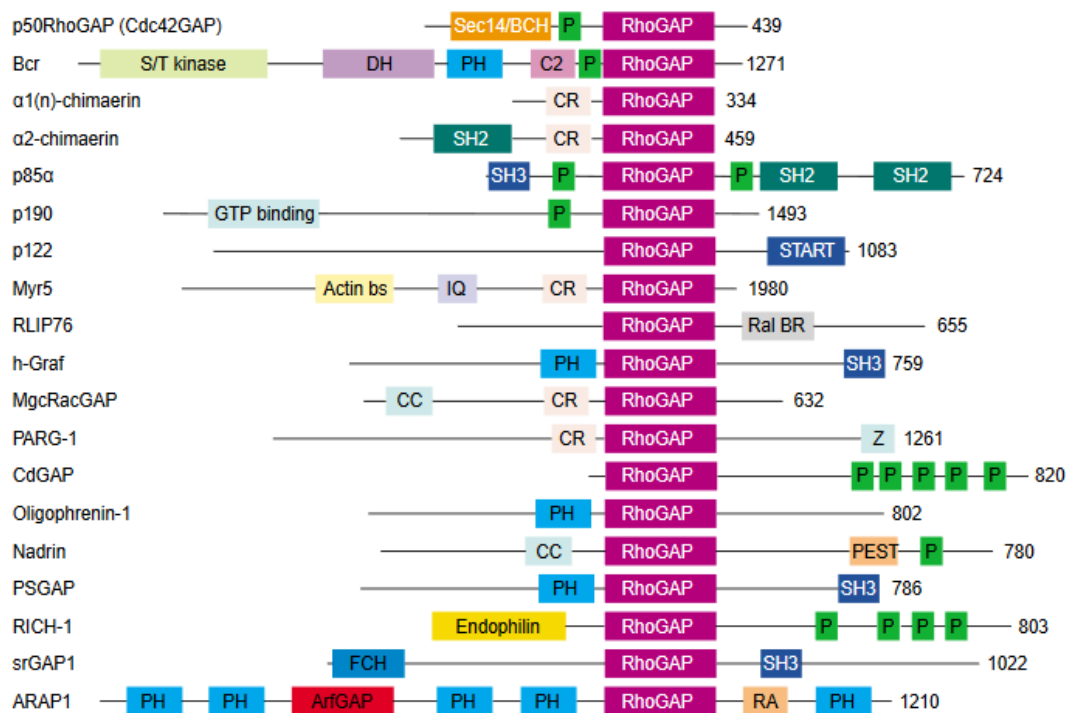 p50RhoGAP (Cdc42GAP) Sec14/BCH P RhoGAP 439
Bcr S/T kinase DH PH C2 P RhoGAP 1271
α1(n)-chimaerin CR RhoGAP 334
α2-chimaerin SH2 CR RhoGAP 459
p85α SH3 P RhoGAP P SH2 SH2 724
p190 GTP binding P RhoGAP 1493
p122 RhoGAP START 1083
Myr5 Actin bs IQ CR RhoGAP 1980
RLIP76 RhoGAP Ral BR 655
h-Graf PH RhoGAP SH3 759
MgcRacGAP CC CR RhoGAP 632
PARG-1 CR RhoGAP Z 1261
CdGAP RhoGAP P P P P P 820
Oligophrenin-1 PH RhoGAP 802
Nadrin CC RhoGAP PEST P 780
PSGAP PH RhoGAP SH3 786
RICH-1 Endophilin RhoGAP P P P P 803
srGAP1 FCH RhoGAP SH3 1022
ARAP1 PH PH ArfGAP PH PH RhoGAP RA PH 1210